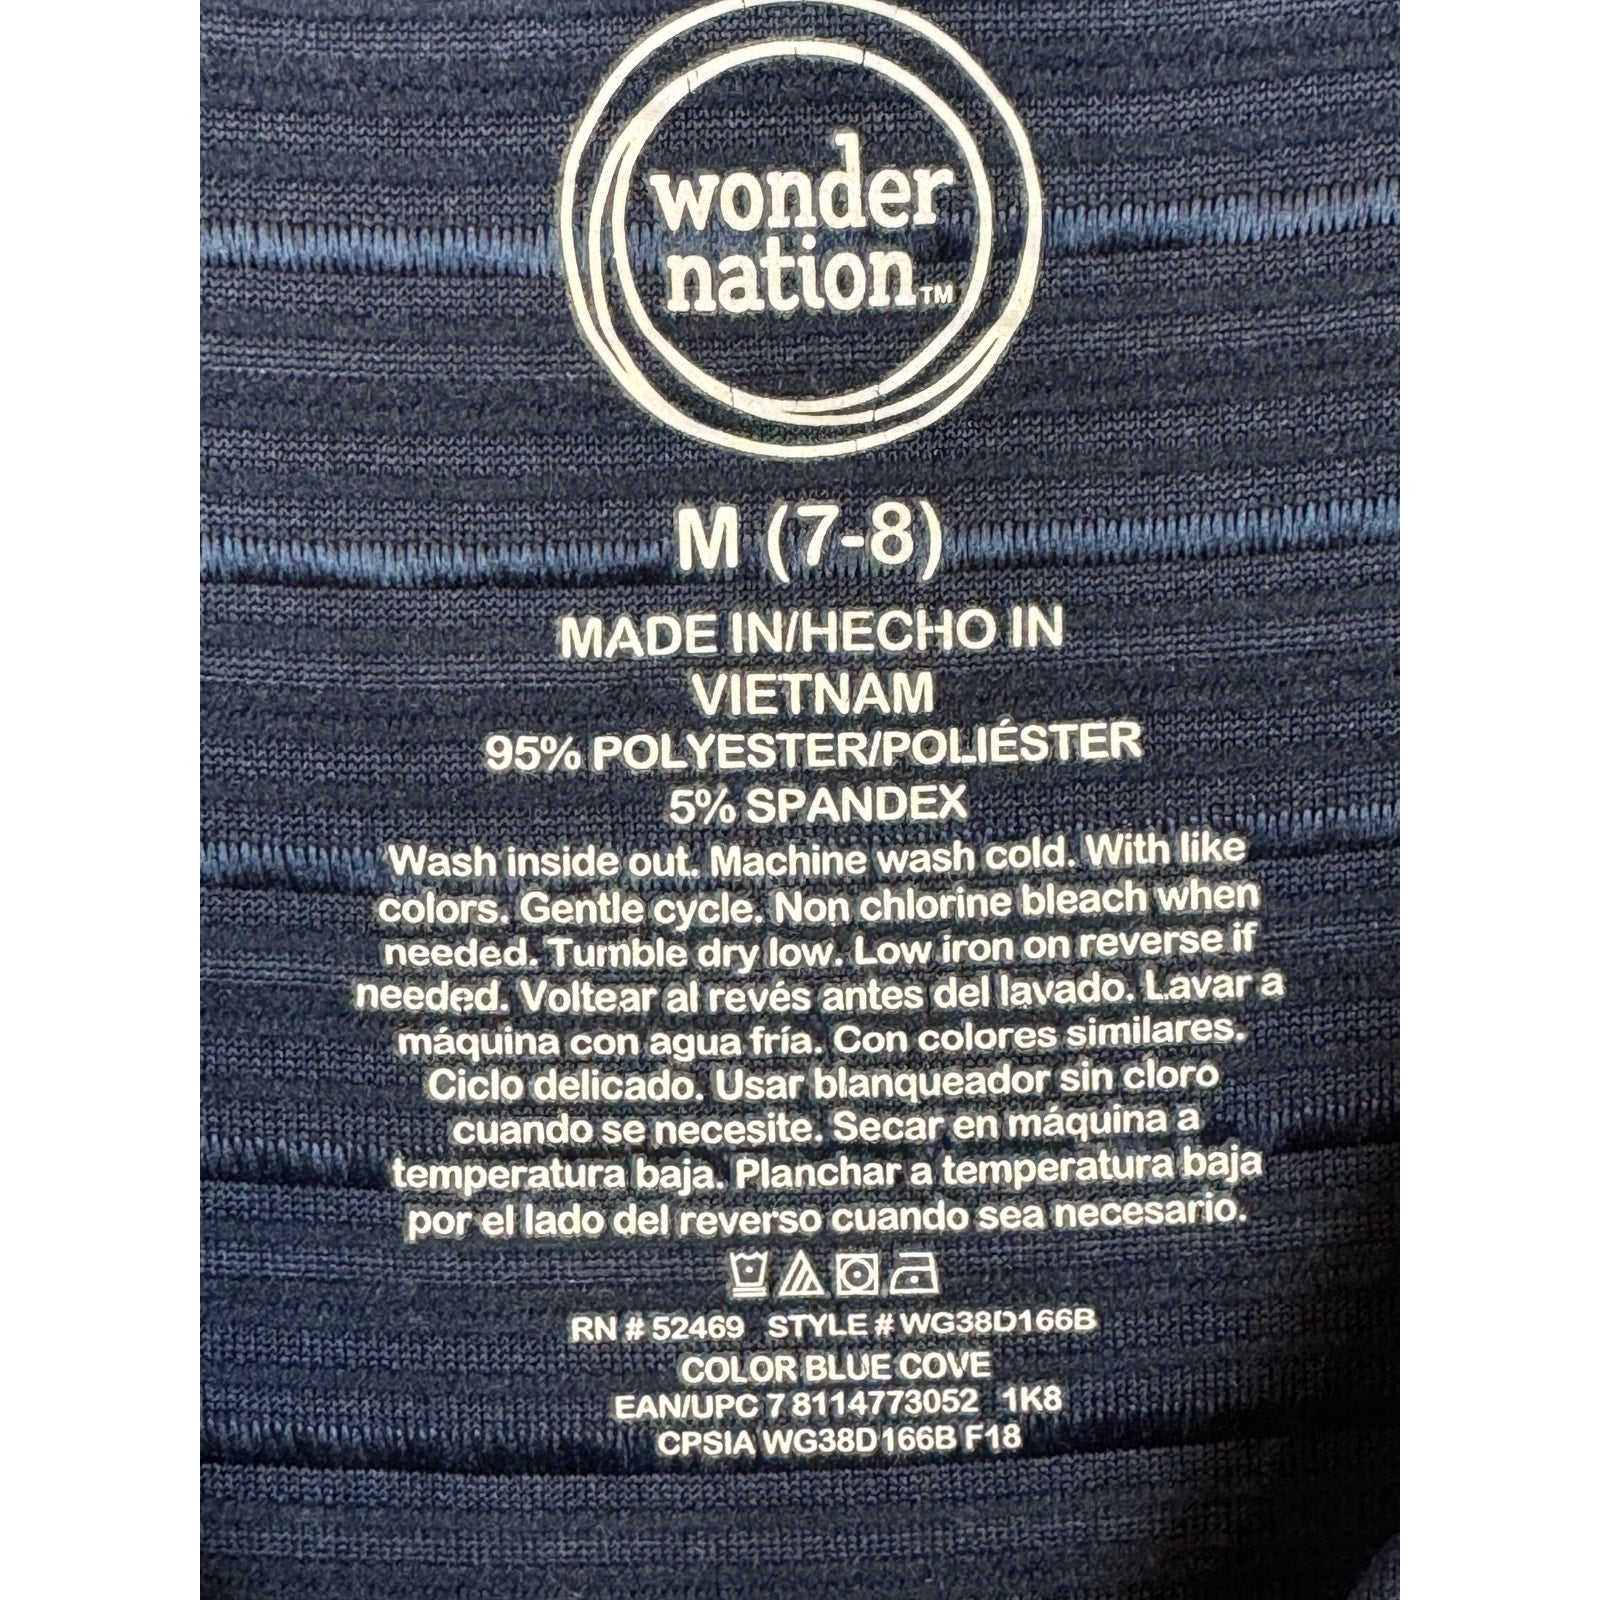 wonder
nation™
M (7-8)
MADE IN/HECHO IN
VIETNAM
95% POLYESTER/POLIÉSTER
5% SPANDEX
Wash inside out. Machine wash cold. With like
colors. Gentle cycle. Non chlorine bleach when
needed. Tumble dry low. Low iron on reverse if
needed. Voltear al revés antes del lavado. Lavar a
máquina con agua fría. Con colores similares.
Ciclo delicado. Usar blanqueador sin cloro
cuando se necesite. Secar en máquina a
temperatura baja. Planchar a temperatura baja
por el lado del reverso cuando sea necesario.
RN # 52469 STYLE # WG38D166B
COLOR BLUE COVE
EAN/UPC 7 8114773052 1K8
CPSIA WG38D166B F18